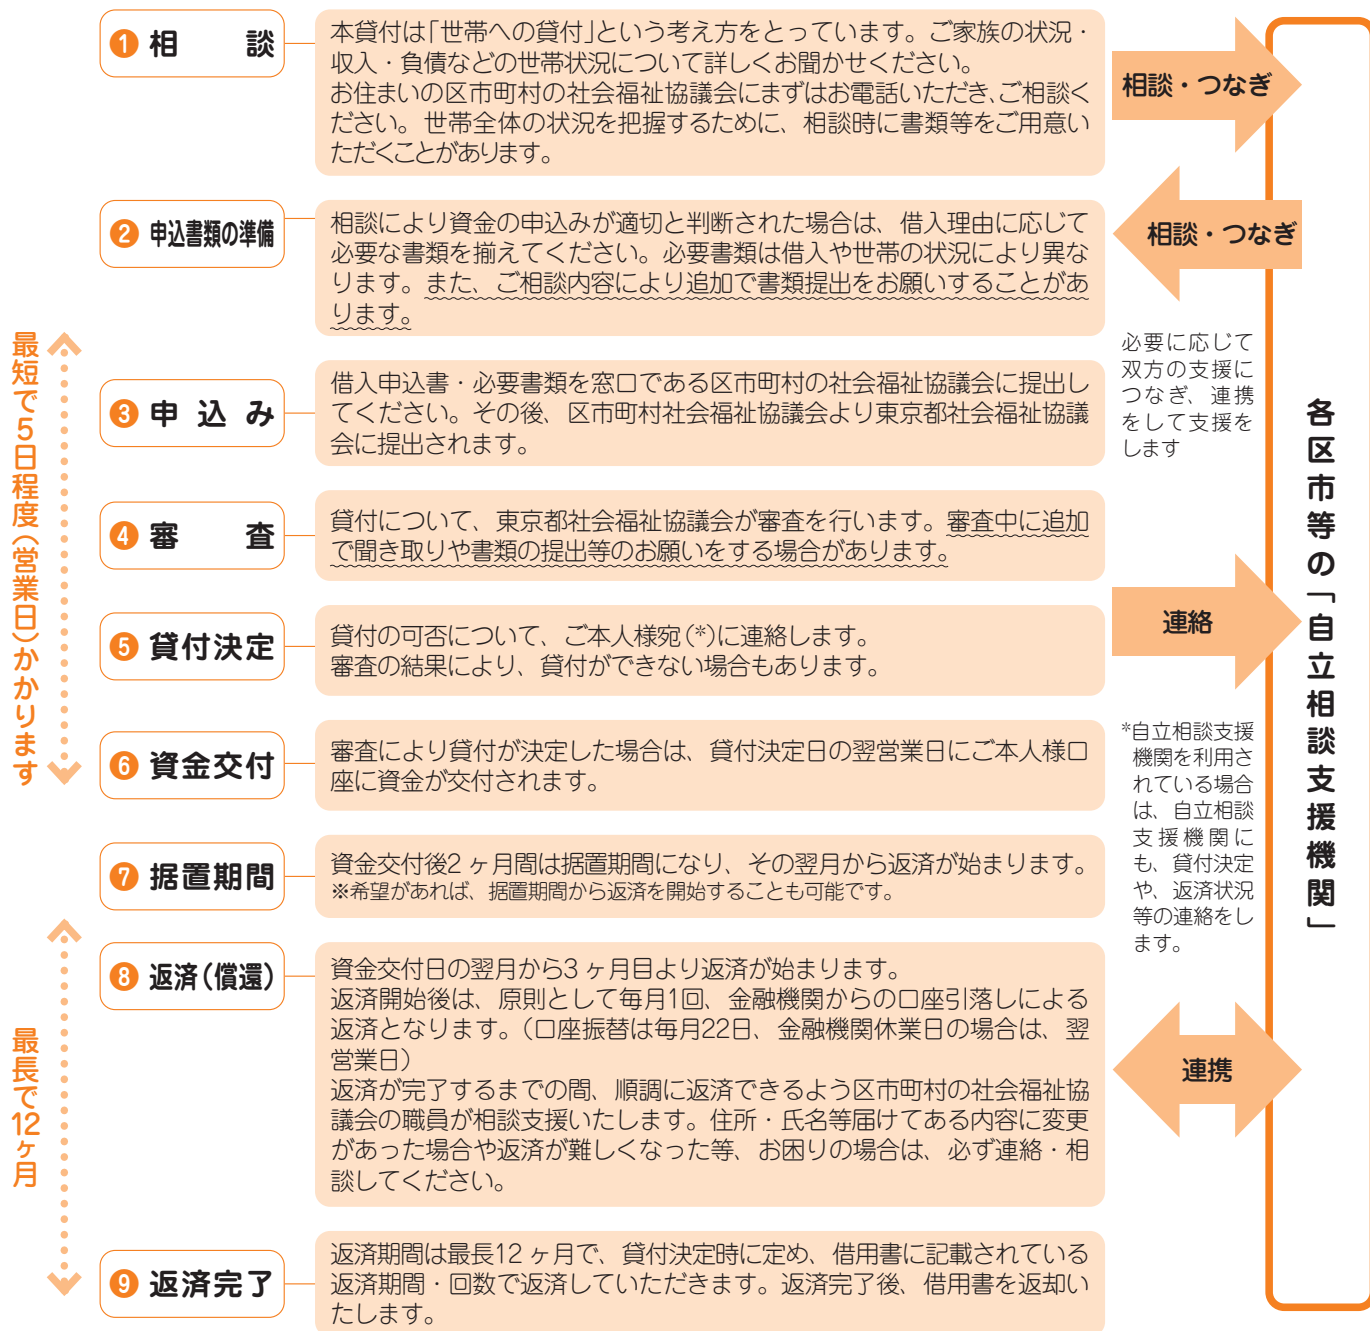 ❶ 相　談
本貸付は「世帯への貸付」という考え方をとっています。ご家族の状況・
収入・負債などの世帯状況について詳しくお聞かせください。
お住まいの区市町村の社会福祉協議会にまずはお電話いただき、ご相談く
ださい。世帯全体の状況を把握するために、相談時に書類等をご用意い
ただくことがあります。
相談・つなぎ
❷ 申込書類の準備
相談により資金の申込みが適切と判断された場合は、借入理由に応じて
必要な書類を揃えてください。必要書類は借入や世帯の状況により異な
ります。また、ご相談内容により追加で書類提出をお願いすることがあ
ります。
相談・つなぎ
必要に応じて
双方の支援に
つなぎ、連携
をして支援を
します
最短で5日程度（営業日）かかります
❸ 申込み
借入申込書・必要書類を窓口である区市町村の社会福祉協議会に提出し
てください。その後、区市町村社会福祉協議会より東京都社会福祉協議
会に提出されます。
❹ 審　査
貸付について、東京都社会福祉協議会が審査を行います。審査中に追加
で聞き取りや書類の提出等のお願いをする場合があります。
❺ 貸付決定
貸付の可否について、ご本人様宛(*)に連絡します。
審査の結果により、貸付ができない場合もあります。
連絡
❻ 資金交付
審査により貸付が決定した場合は、貸付決定日の翌営業日にご本人様口
座に資金が交付されます。
*自立相談支援
機関を利用さ
れている場合
は、自立相談
支援機関に
も、貸付決定
や、返済状況
等の連絡をし
ます。
❼ 据置期間
資金交付後2ヶ月間は据置期間になり、その翌月から返済が始まります。
※希望があれば、据置期間から返済を開始することも可能です。
最長で12ヶ月
❽ 返済（償還）
資金交付日の翌月から3ヶ月目より返済が始まります。
返済開始後は、原則として毎月1回、金融機関からの口座引落しによる
返済となります。（口座振替は毎月22日、金融機関休業日の場合は、翌
営業日）
返済が完了するまでの間、順調に返済できるよう区市町村の社会福祉協
議会の職員が相談支援いたします。住所・氏名等届けてある内容に変更
があった場合や返済が難しくなった等、お困りの場合は、必ず連絡・相
談してください。
連携
❾ 返済完了
返済期間は最長12ヶ月で、貸付決定時に定め、借用書に記載されている
返済期間・回数で返済していただきます。返済完了後、借用書を返却い
たします。
各区市等の「自立相談支援機関」